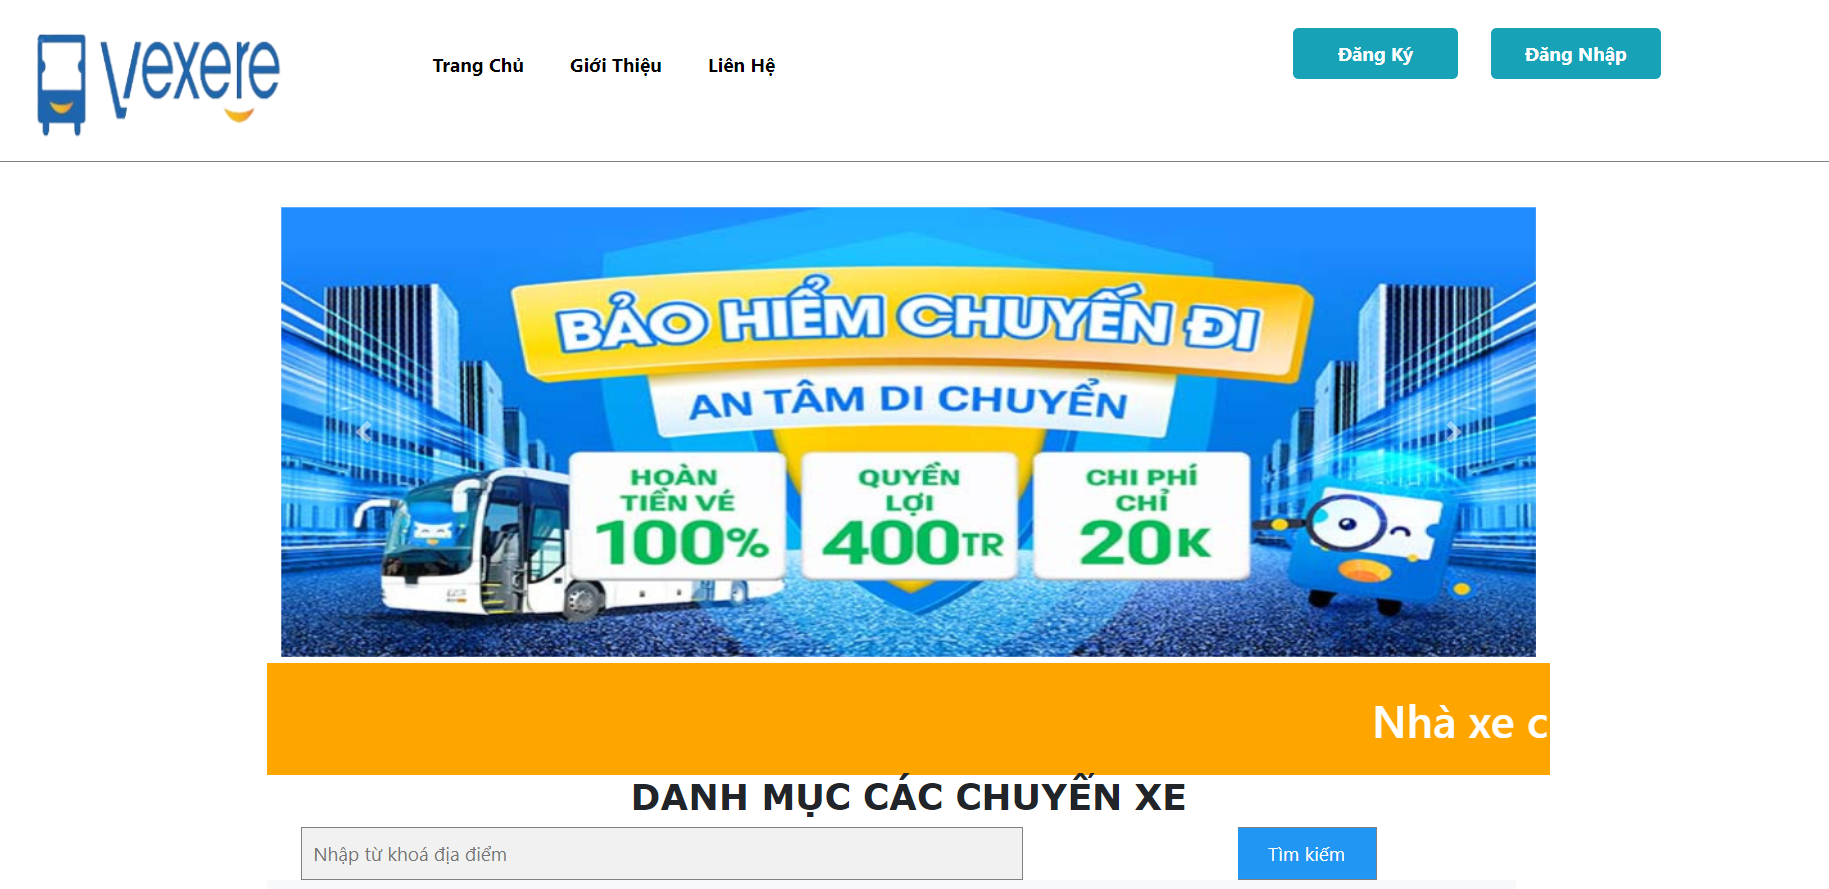 vexere
Trang Chủ Giới Thiệu Liên Hệ
Đăng Ký Đăng Nhập
BẢO HIỂM CHUYẾN ĐI
AN TÂM DI CHUYỂN
HOÀN
TIỀN VÉ
100%
QUYỀN
LỢI
400TR
CHI PHÍ
CHỈ
20K
Nhà xe c
DANH MỤC CÁC CHUYẾN XE
Nhập từ khoá địa điểm
Tìm kiếm